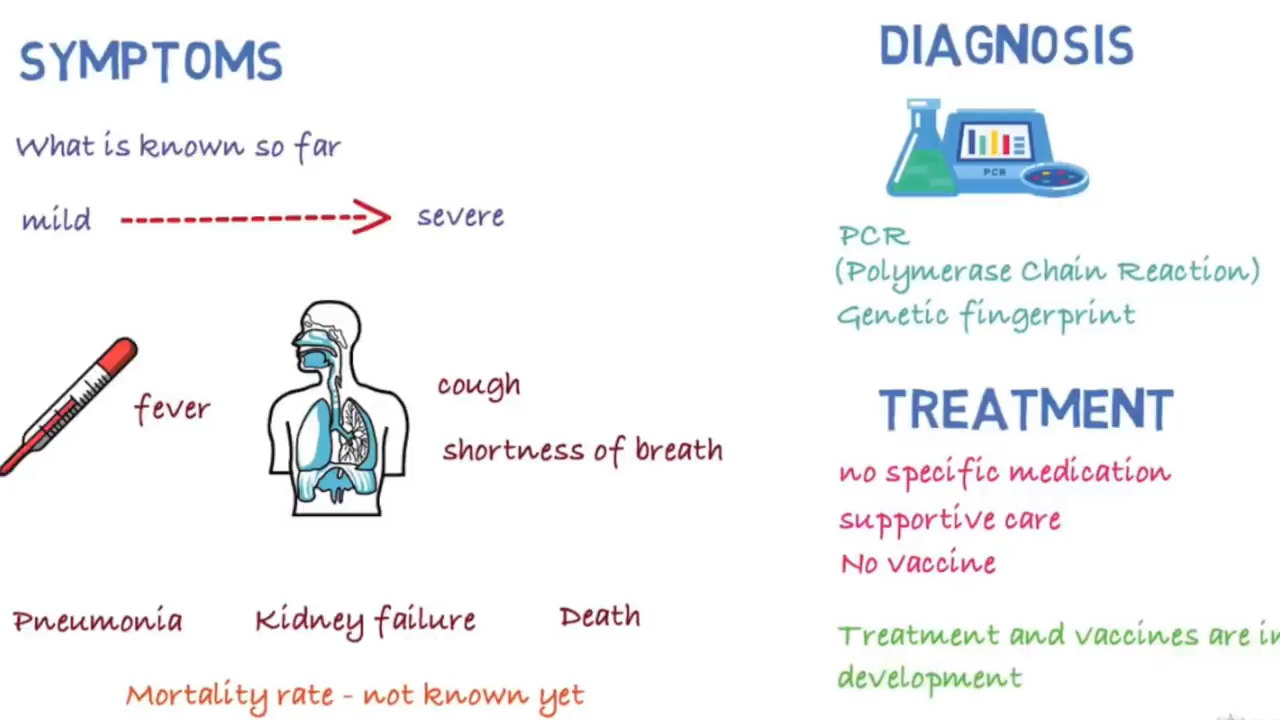 SYMPTOMS
What is known so far
mild
severe
fever
cough
shortness of breath
Pneumonia
Kidney failure
Death
Mortality rate - not known yet
DIAGNOSIS
PCR
PCR
(Polymerase Chain Reaction)
Genetic fingerprint
TREATMENT
no specific medication
supportive care
No vaccine
Treatment and vaccines are in
development